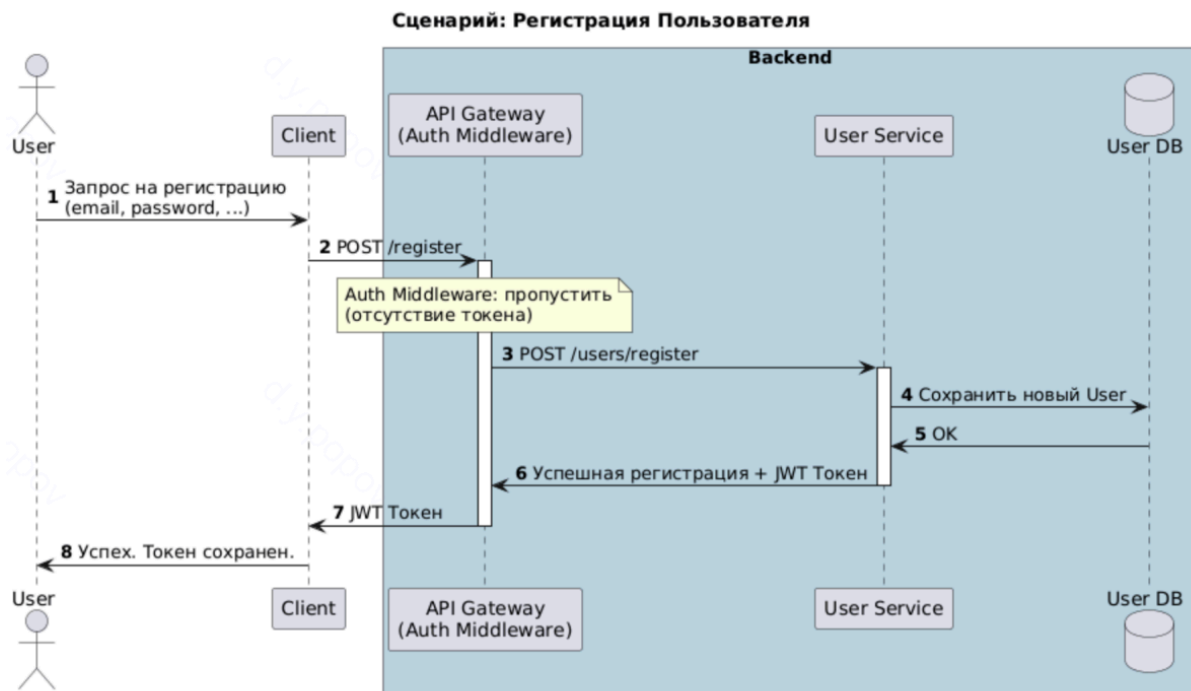 Сценарий: Регистрация Пользователя
Backend
User
Client
API Gateway
(Auth Middleware)
User Service
User DB
1 Запрос на регистрацию
(email, password, ...)
2 POST /register
Auth Middleware: пропустить
(отсутствие токена)
3 POST /users/register
4 Сохранить новый User
5 OK
6 Успешная регистрация + JWT Токен
7 JWT Токен
8 Успех. Токен сохранен.
User
Client
API Gateway
(Auth Middleware)
User Service
User DB
d.y.popov
d.y.popov